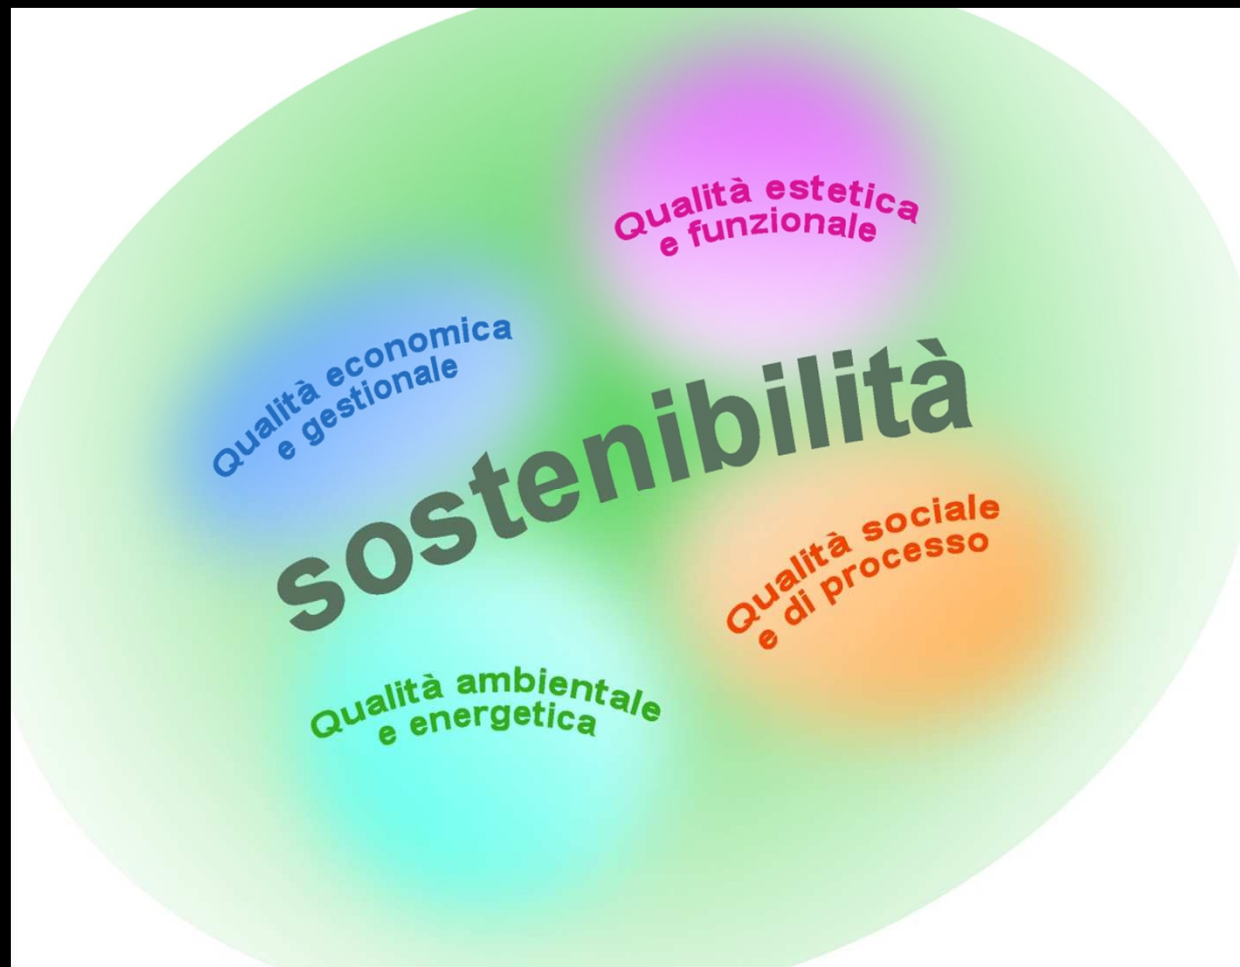 Qualità estetica
e funzionale
Qualità economica
e gestionale
sostenibilità
Qualità sociale
e di processo
Qualità ambientale
e energetica